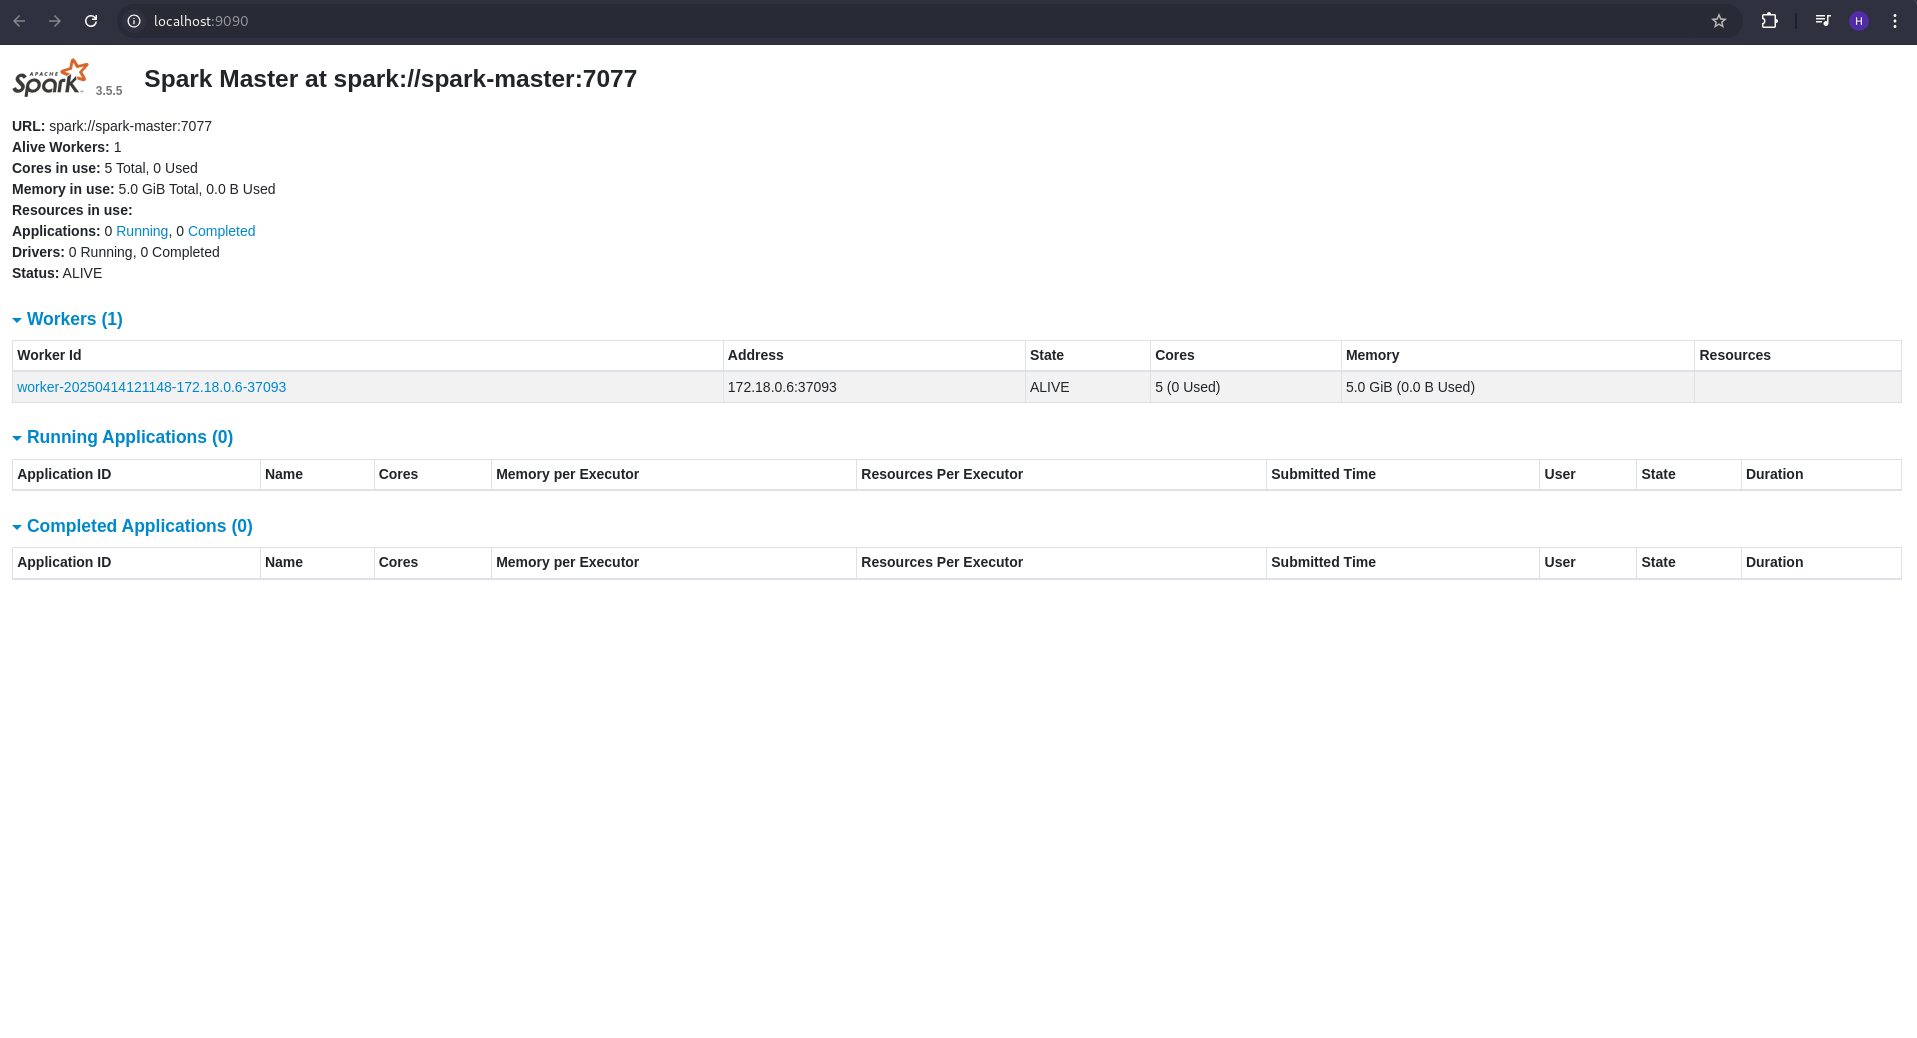 localhost:9090
H
APACHE
Spark 3.5.5 Spark Master at spark://spark-master:7077
URL: spark://spark-master:7077
Alive Workers: 1
Cores in use: 5 Total, 0 Used
Memory in use: 5.0 GiB Total, 0.0 B Used
Resources in use:
Applications: 0 Running, 0 Completed
Drivers: 0 Running, 0 Completed
Status: ALIVE
Workers (1)
Worker Id Address State Cores Memory Resources
worker-20250414121148-172.18.0.6-37093 172.18.0.6:37093 ALIVE 5 (0 Used) 5.0 GiB (0.0 B Used)
Running Applications (0)
Application ID Name Cores Memory per Executor Resources Per Executor Submitted Time User State Duration
Completed Applications (0)
Application ID Name Cores Memory per Executor Resources Per Executor Submitted Time User State Duration